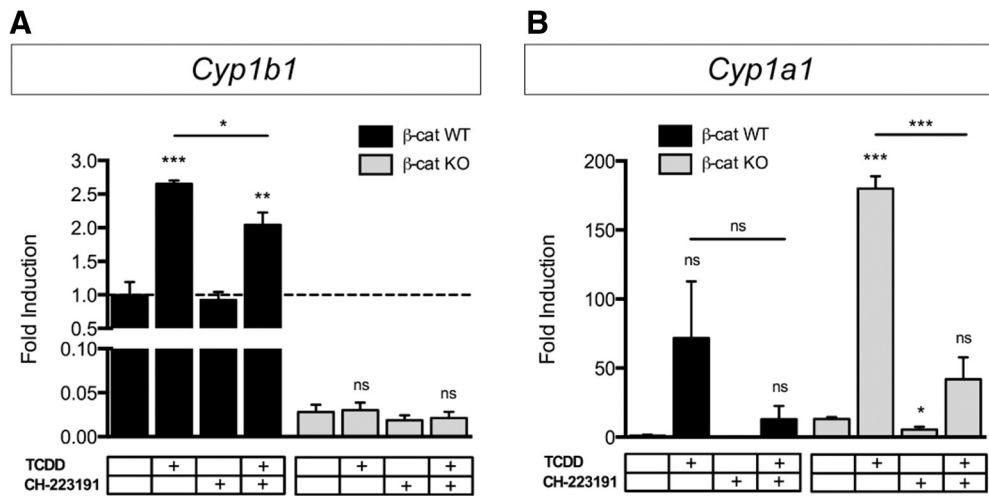 A
Cyp1b1
β-cat WT
β-cat KO
Fold Induction
3.0
2.5
2.0
1.0
0.5
0.10
0.05
0.00
*
***
**
ns
ns
TCDD + + + +
CH-223191 + + + +
B
Cyp1a1
β-cat WT
β-cat KO
Fold Induction
200
150
100
50
0
ns
ns
ns
***
***
*
ns
TCDD + + + +
CH-223191 + + + +